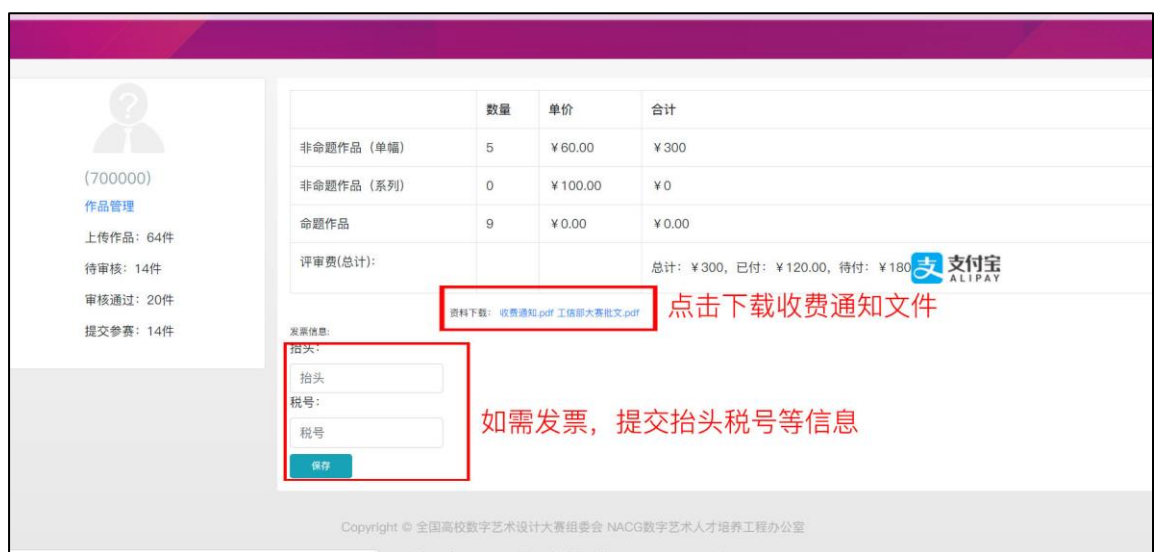 数量 单价 合计
非命题作品（单幅） 5 ¥60.00 ¥300
(700000)
非命题作品（系列） 0 ¥100.00 ¥0
作品管理
命题作品 9 ¥0.00 ¥0.00
上传作品：64件
评审费(总计)： 总计：¥300，已付：¥120.00，待付：¥180 支 支付宝
ALIPAY
待审核：14件
审核通过：20件
资料下载： 收费通知.pdf 工信部大赛批文.pdf 点击下载收费通知文件
提交参赛：14件
发票信息:
抬头：
抬头
税号：
税号
如需发票，提交抬头税号等信息
保存
Copyright © 全国高校数字艺术设计大赛组委会 NACG数字艺术人才培养工程办公室